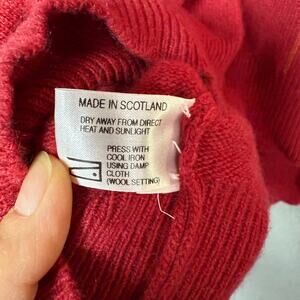 MADE IN SCOTLAND
DRY AWAY FROM DIRECT
HEAT AND SUNLIGHT
PRESS WITH
COOL IRON
USING DAMP
CLOTH
(WOOL SETTING)